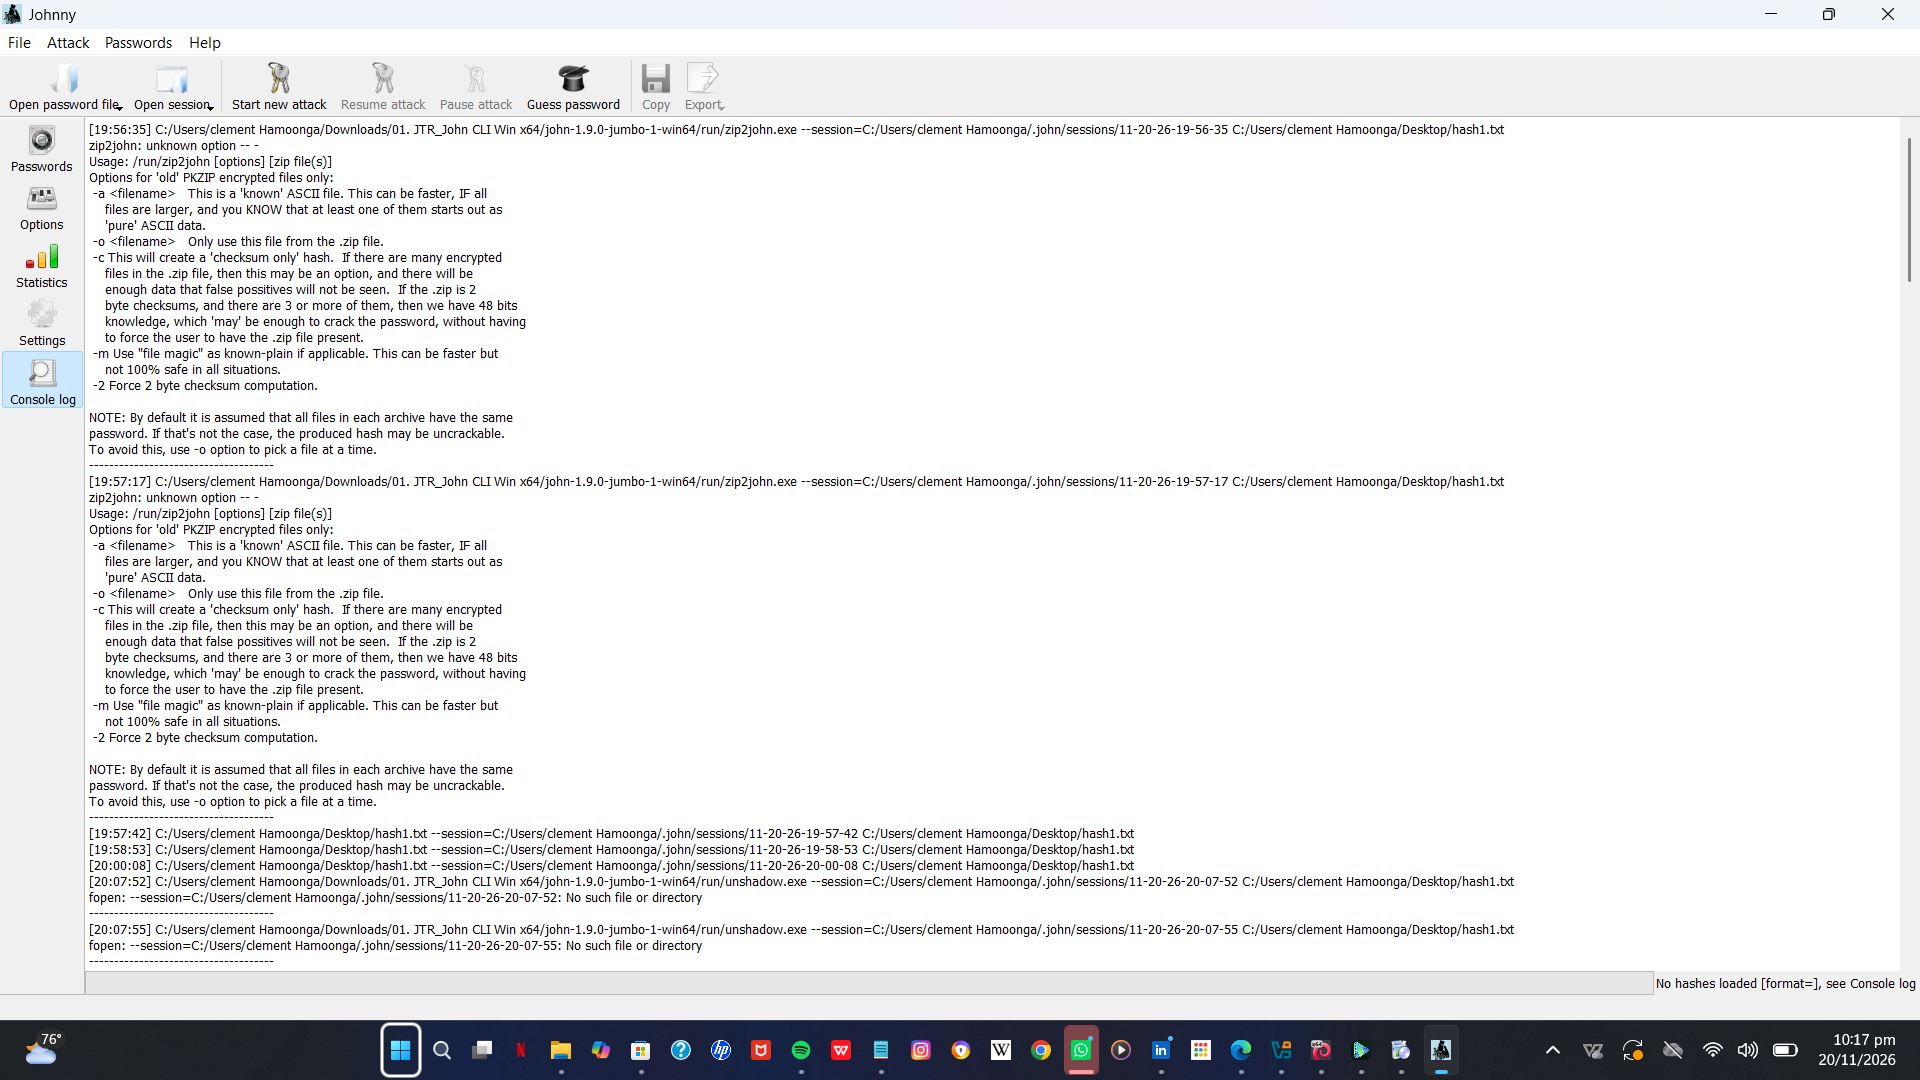 Johnny
File Attack Passwords Help
Open password file Open session Start new attack Resume attack Pause attack Guess password Copy Export
Passwords
Options
Statistics
Settings
Console log
[19:56:35] C:/Users/clement Hamoonga/Downloads/01. JTR_John CLI Win x64/john-1.9.0-jumbo-1-win64/run/zip2john.exe --session=C:/Users/clement Hamoonga/.john/sessions/11-20-26-19-56-35 C:/Users/clement Hamoonga/Desktop/hash1.txt
zip2john: unknown option -- -
Usage: /run/zip2john [options] [zip file(s)]
Options for 'old' PKZIP encrypted files only:
-a <filename> This is a 'known' ASCII file. This can be faster, IF all
files are larger, and you KNOW that at least one of them starts out as
'pure' ASCII data.
-o <filename> Only use this file from the .zip file.
-c This will create a 'checksum only' hash. If there are many encrypted
files in the .zip file, then this may be an option, and there will be
enough data that false possitives will not be seen. If the .zip is 2
byte checksums, and there are 3 or more of them, then we have 48 bits
knowledge, which 'may' be enough to crack the password, without having
to force the user to have the .zip file present.
-m Use "file magic" as known-plain if applicable. This can be faster but
not 100% safe in all situations.
-2 Force 2 byte checksum computation.
NOTE: By default it is assumed that all files in each archive have the same
password. If that's not the case, the produced hash may be uncrackable.
To avoid this, use -o option to pick a file at a time.
-------------------------------------
[19:57:17] C:/Users/clement Hamoonga/Downloads/01. JTR_John CLI Win x64/john-1.9.0-jumbo-1-win64/run/zip2john.exe --session=C:/Users/clement Hamoonga/.john/sessions/11-20-26-19-57-17 C:/Users/clement Hamoonga/Desktop/hash1.txt
zip2john: unknown option -- -
Usage: /run/zip2john [options] [zip file(s)]
Options for 'old' PKZIP encrypted files only:
-a <filename> This is a 'known' ASCII file. This can be faster, IF all
files are larger, and you KNOW that at least one of them starts out as
'pure' ASCII data.
-o <filename> Only use this file from the .zip file.
-c This will create a 'checksum only' hash. If there are many encrypted
files in the .zip file, then this may be an option, and there will be
enough data that false possitives will not be seen. If the .zip is 2
byte checksums, and there are 3 or more of them, then we have 48 bits
knowledge, which 'may' be enough to crack the password, without having
to force the user to have the .zip file present.
-m Use "file magic" as known-plain if applicable. This can be faster but
not 100% safe in all situations.
-2 Force 2 byte checksum computation.
NOTE: By default it is assumed that all files in each archive have the same
password. If that's not the case, the produced hash may be uncrackable.
To avoid this, use -o option to pick a file at a time.
-------------------------------------
[19:57:42] C:/Users/clement Hamoonga/Desktop/hash1.txt --session=C:/Users/clement Hamoonga/.john/sessions/11-20-26-19-57-42 C:/Users/clement Hamoonga/Desktop/hash1.txt
[19:58:53] C:/Users/clement Hamoonga/Desktop/hash1.txt --session=C:/Users/clement Hamoonga/.john/sessions/11-20-26-19-58-53 C:/Users/clement Hamoonga/Desktop/hash1.txt
[20:00:08] C:/Users/clement Hamoonga/Desktop/hash1.txt --session=C:/Users/clement Hamoonga/.john/sessions/11-20-26-20-00-08 C:/Users/clement Hamoonga/Desktop/hash1.txt
[20:07:52] C:/Users/clement Hamoonga/Downloads/01. JTR_John CLI Win x64/john-1.9.0-jumbo-1-win64/run/unshadow.exe --session=C:/Users/clement Hamoonga/.john/sessions/11-20-26-20-07-52 C:/Users/clement Hamoonga/Desktop/hash1.txt
fopen: --session=C:/Users/clement Hamoonga/.john/sessions/11-20-26-20-07-52: No such file or directory
-------------------------------------
[20:07:55] C:/Users/clement Hamoonga/Downloads/01. JTR_John CLI Win x64/john-1.9.0-jumbo-1-win64/run/unshadow.exe --session=C:/Users/clement Hamoonga/.john/sessions/11-20-26-20-07-55 C:/Users/clement Hamoonga/Desktop/hash1.txt
fopen: --session=C:/Users/clement Hamoonga/.john/sessions/11-20-26-20-07-55: No such file or directory
-------------------------------------
No hashes loaded [format=], see Console log
76°
10:17 pm
20/11/2026